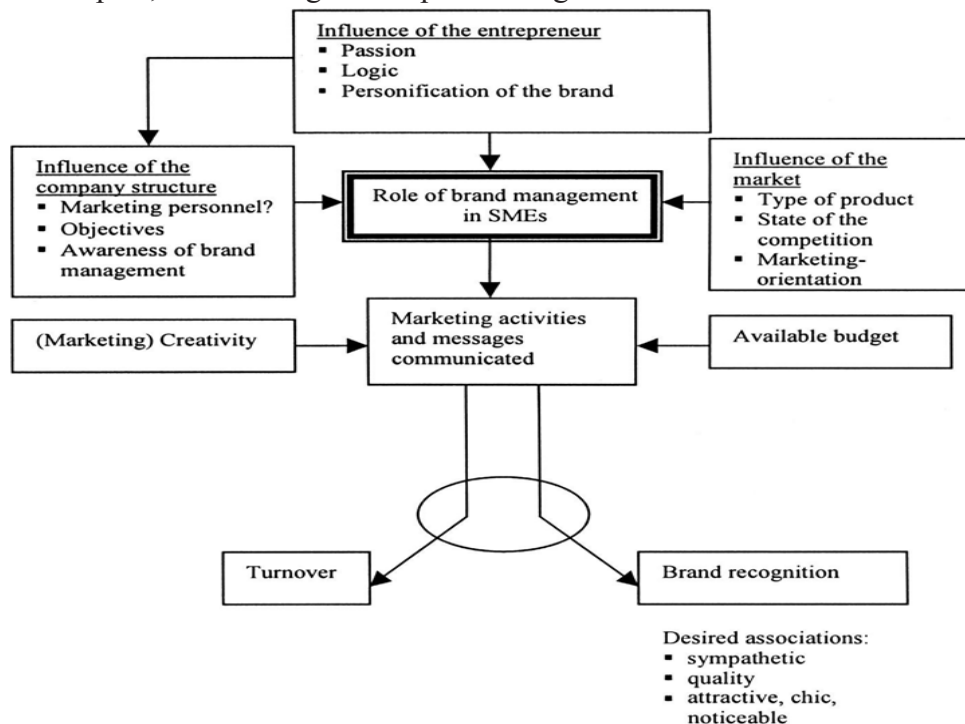 Influence of the entrepreneur
▪ Passion
▪ Logic
▪ Personification of the brand
Influence of the
company structure
▪ Marketing personnel?
▪ Objectives
▪ Awareness of brand
management
Role of brand management
in SMEs
Influence of the
market
▪ Type of product
▪ State of the
competition
▪ Marketing-
orientation
(Marketing) Creativity
Marketing activities
and messages
communicated
Available budget
Turnover
Brand recognition
Desired associations:
▪ sympathetic
▪ quality
▪ attractive, chic,
noticeable